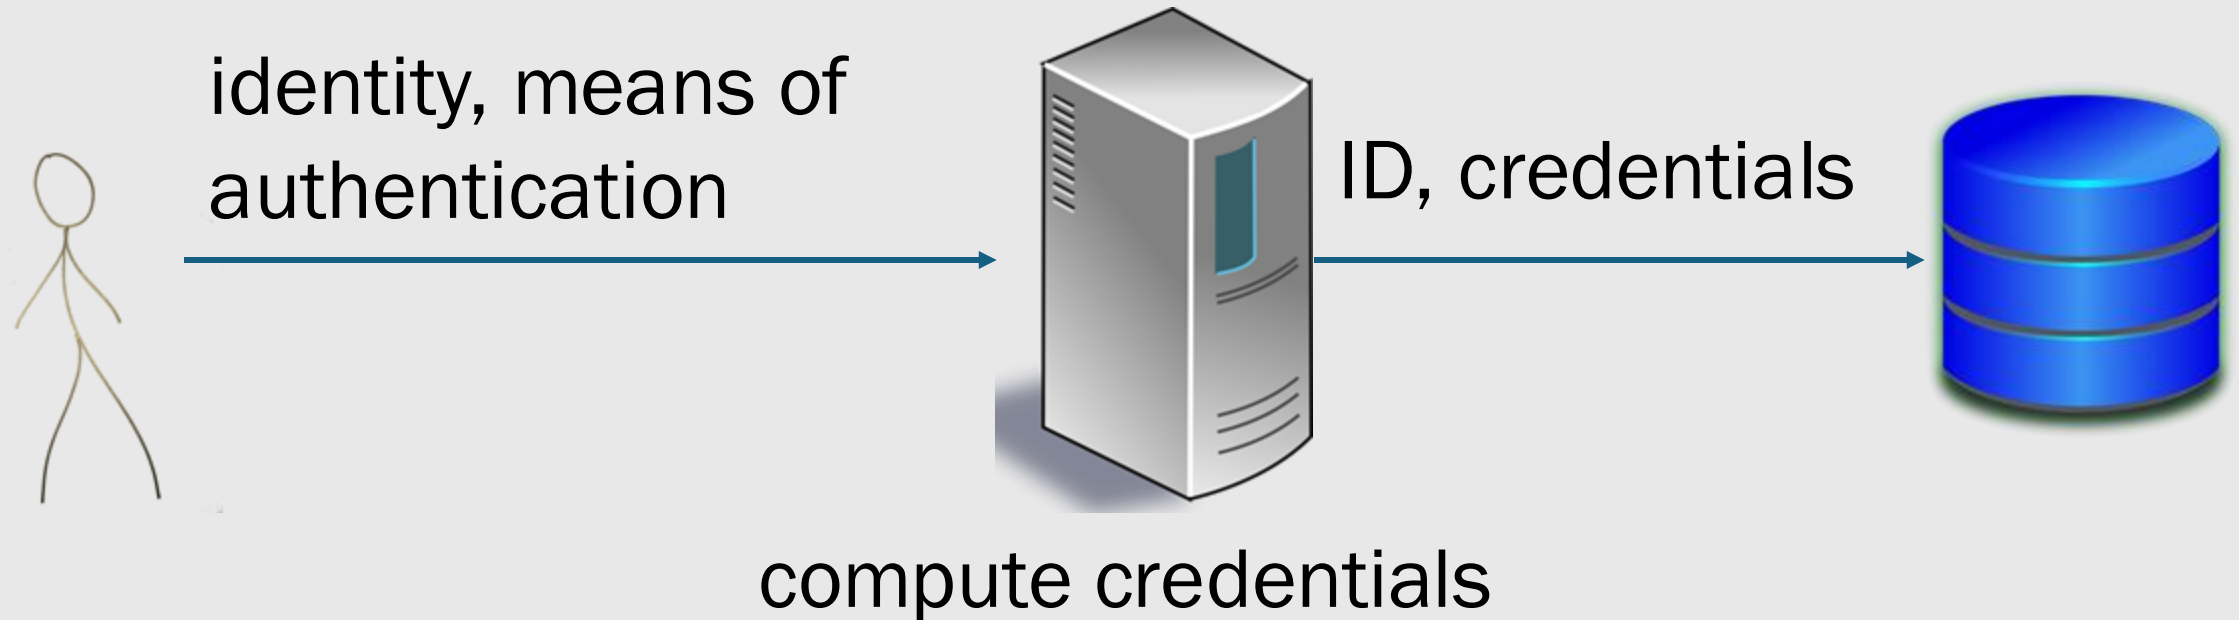 identity, means of
authentication
ID, credentials
compute credentials